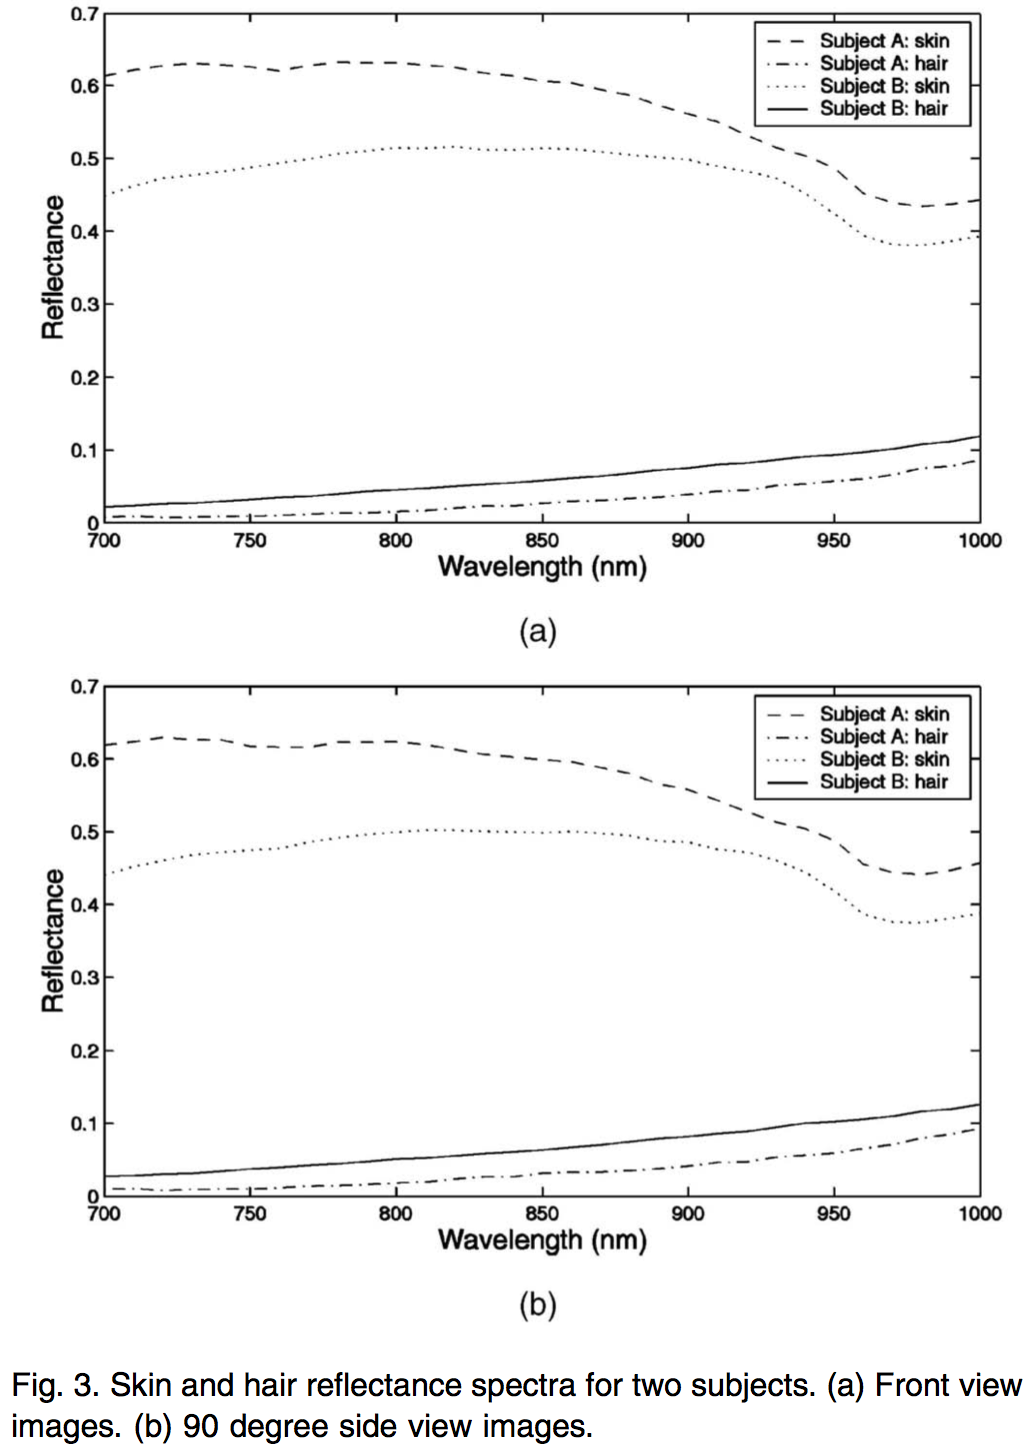 0.7
0.6
0.5
0.4
0.3
0.2
0.1
0
Reflectance
Subject A: skin
Subject A: hair
Subject B: skin
Subject B: hair
700 750 800 850 900 950 1000
Wavelength (nm)
(a)
0.7
0.6
0.5
0.4
0.3
0.2
0.1
0
Reflectance
Subject A: skin
Subject A: hair
Subject B: skin
Subject B: hair
700 750 800 850 900 950 1000
Wavelength (nm)
(b)
Fig. 3. Skin and hair reflectance spectra for two subjects. (a) Front view
images. (b) 90 degree side view images.